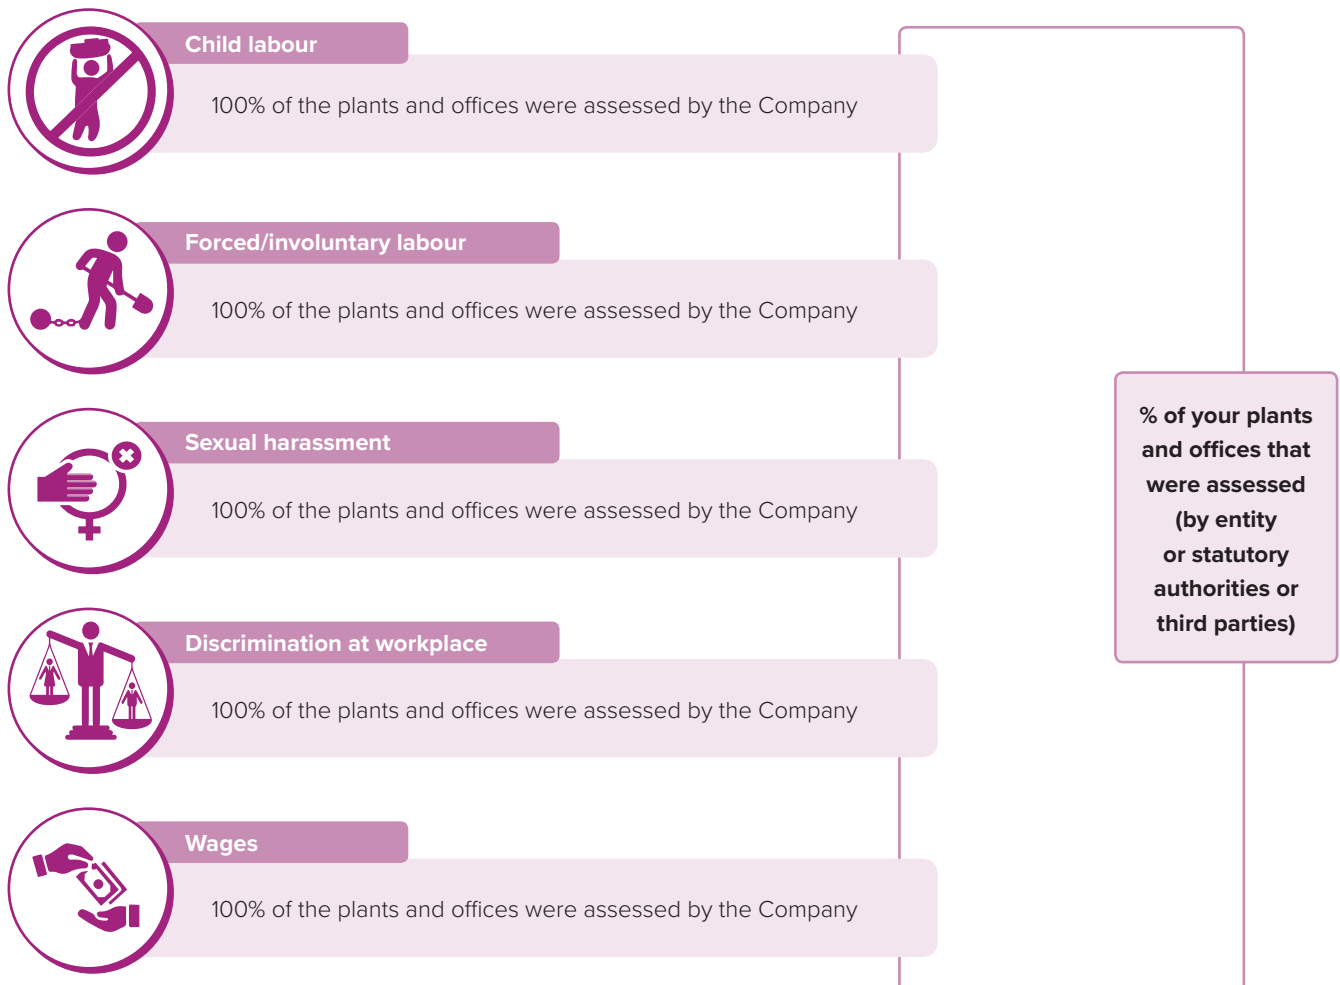 Child labour
100% of the plants and offices were assessed by the Company
Forced/involuntary labour
100% of the plants and offices were assessed by the Company
Sexual harassment
100% of the plants and offices were assessed by the Company
Discrimination at workplace
100% of the plants and offices were assessed by the Company
Wages
100% of the plants and offices were assessed by the Company
% of your plants
and offices that
were assessed
(by entity
or statutory
authorities or
third parties)